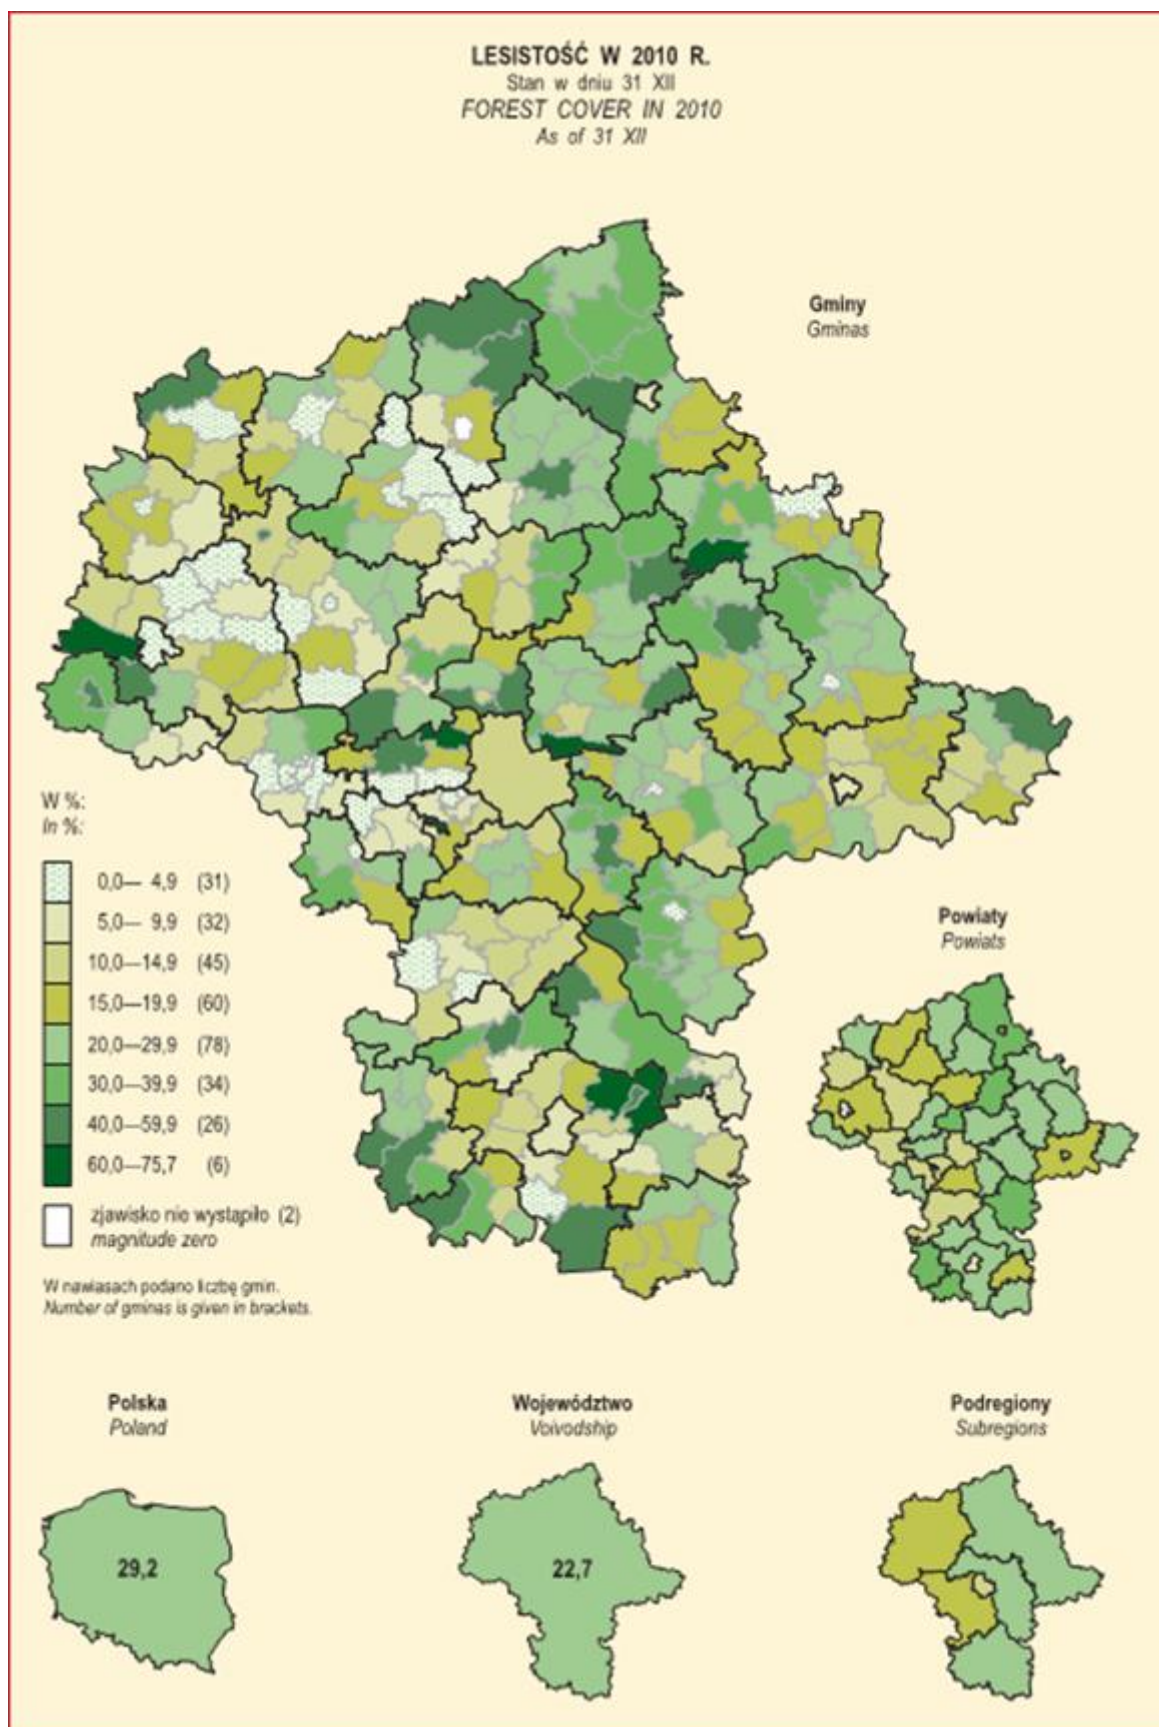 LESISTOŚĆ W 2010 R.
Stan w dniu 31 XII
FOREST COVER IN 2010
As of 31 XII
Gminy
Gminas
W %:
In %:
0,0— 4,9 (31)
5,0— 9,9 (32)
10,0—14,9 (45)
15,0—19,9 (60)
20,0—29,9 (78)
30,0—39,9 (34)
40,0—59,9 (26)
60,0—75,7 (6)
zjawisko nie wystąpiło (2)
magnitude zero
W nawiasach podano liczbę gmin.
Number of gminas is given in brackets.
Powiaty
Powiats
Polska
Poland
29,2
Województwo
Voivodship
22,7
Podregiony
Subregions